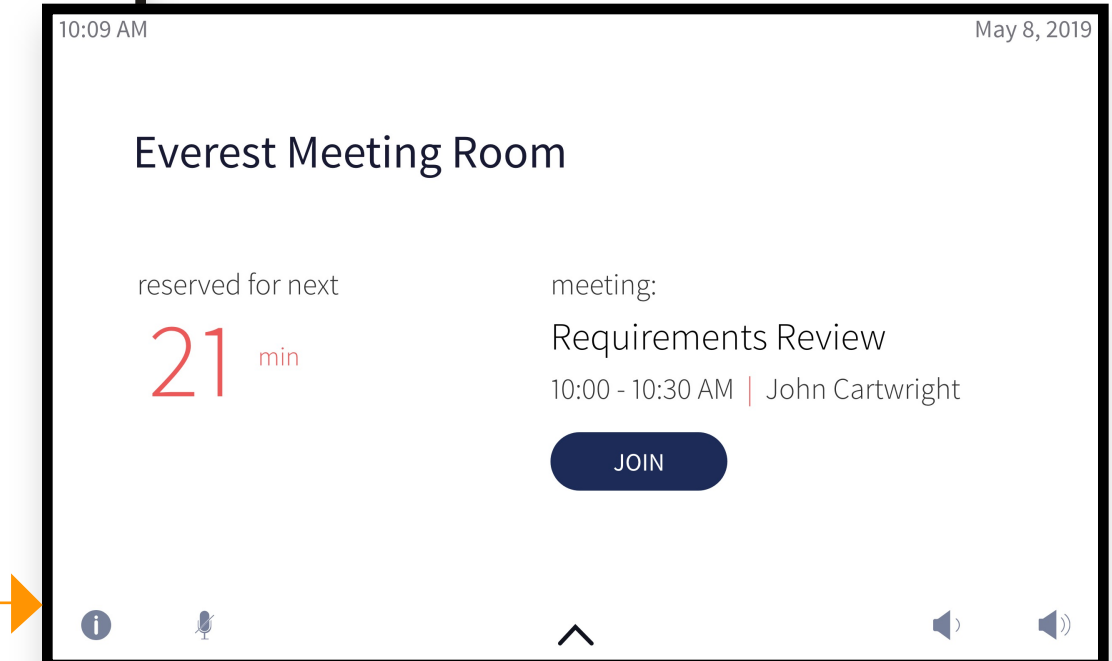 10:09 AM May 8, 2019
Everest Meeting Room
reserved for next
21 min
meeting:
Requirements Review
10:00 - 10:30 AM | John Cartwright
JOIN